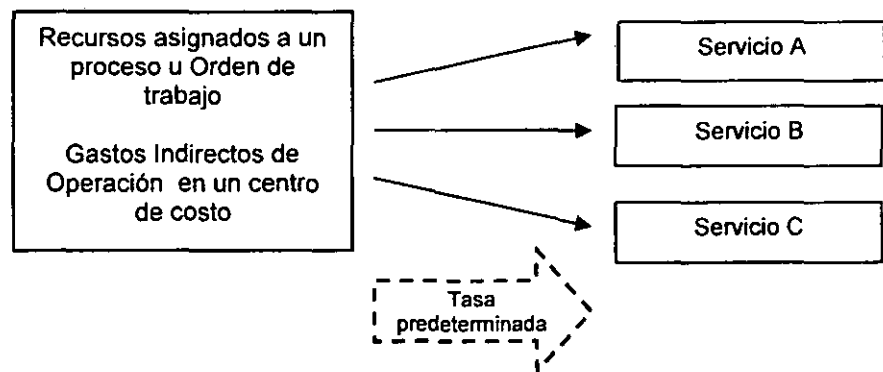 Recursos asignados a un
proceso u Orden de
trabajo
Gastos Indirectos de
Operación en un centro
de costo
Servicio A
Servicio B
Servicio C
Tasa
predeterminada